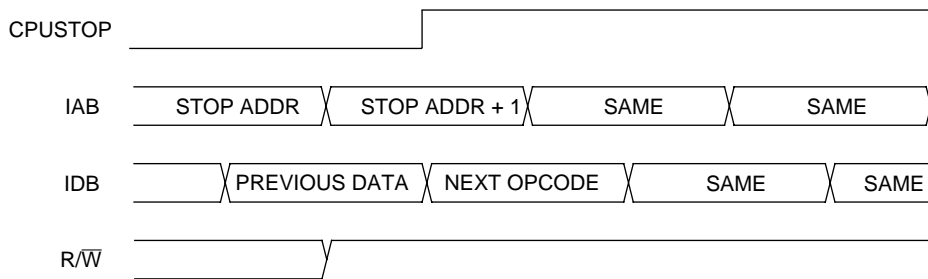 CPUSTOP
IAB STOP ADDR STOP ADDR + 1 SAME SAME
IDB PREVIOUS DATA NEXT OPCODE SAME SAME
R/W̅